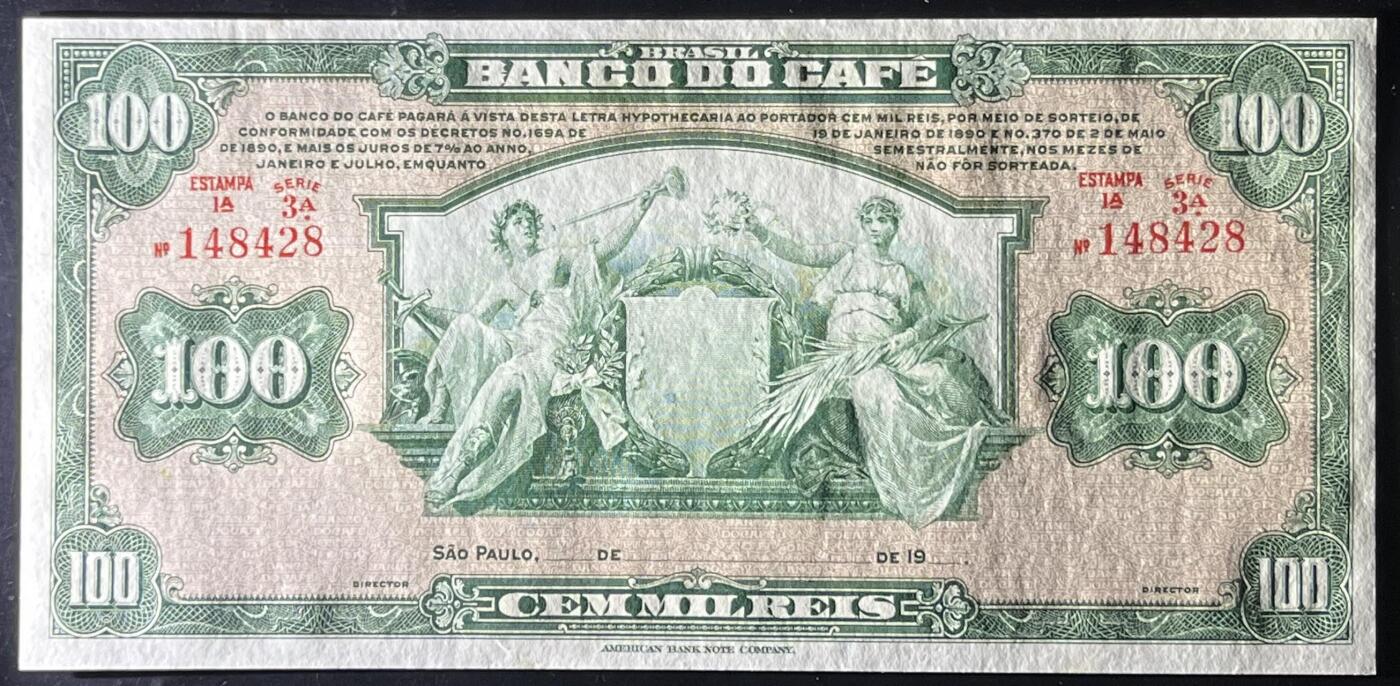 BRASIL
BANCO DO CAFÉ
100
100
O BANCO DO CAFÉ PAGARÁ Á VISTA DESTA LETRA HYPOTHECARIA AO PORTADOR CEM MIL REIS, POR MEIO DE SORTEIO, DE
CONFORMIDADE COM OS DECRETOS NO. 169A DE 19 DE JANEIRO DE 1890 E NO. 370 DE 2 DE MAIO
DE 1890, E MAIS OS JUROS DE 7% AO ANNO, SEMESTRALMENTE, NOS MEZES DE
JANEIRO E JULHO, EMQUANTO NÃO FÔR SORTEADA.
ESTAMPA SERIE
1A 3A
Nº 148428
ESTAMPA SERIE
1A 3A
Nº 148428
100
100
SÃO PAULO, DE DE 19 .
DIRECTOR
DIRECTOR
100
CEM MIL REIS
100
AMERICAN BANK NOTE COMPANY.